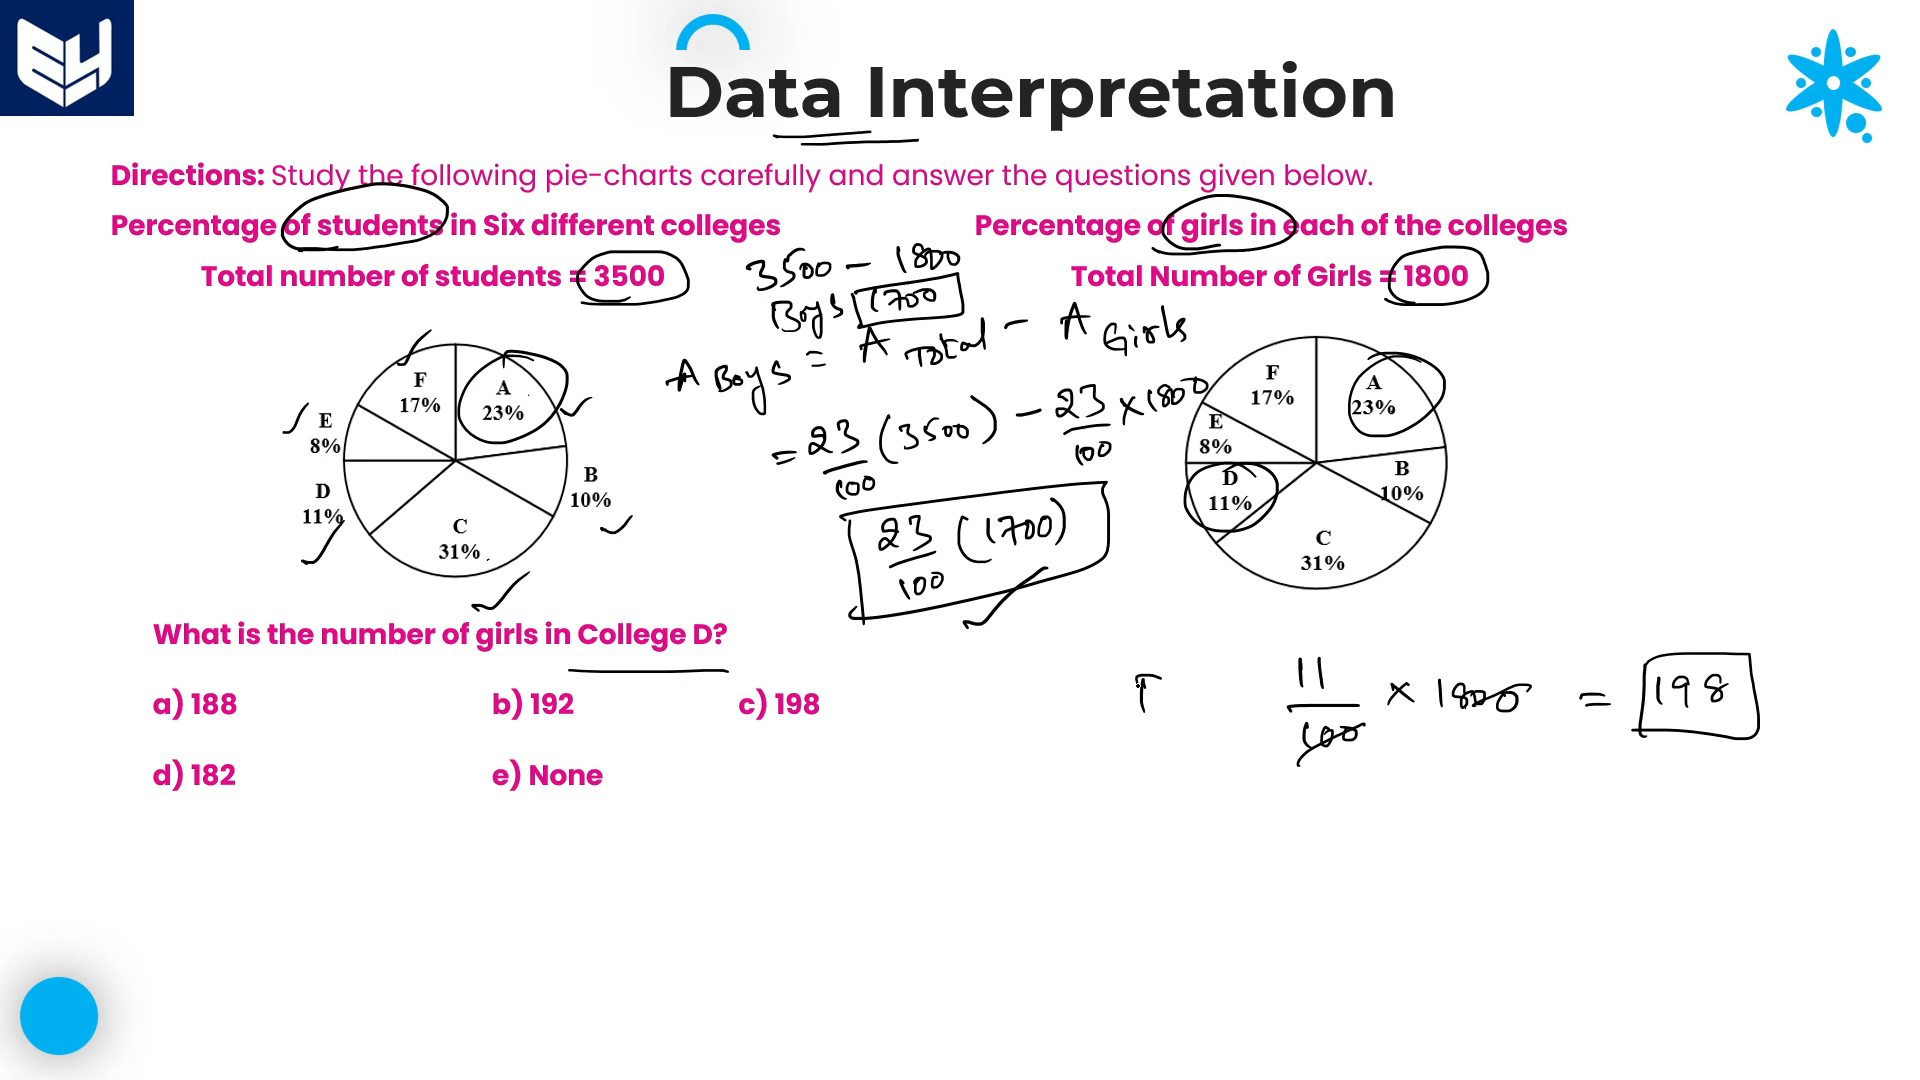 EY
Data Interpretation
Directions: Study the following pie-charts carefully and answer the questions given below.
Percentage of students in Six different colleges
Total number of students = 3500
Percentage of girls in each of the colleges
Total Number of Girls = 1800
3500 - 1800
Boys 1700
A Boys = A Total - A Girls
= 23/100 (3500) - 23/100 × 1800
23/100 (1700)
F
17%
A
23%
E
8%
B
10%
D
11%
C
31%
F
17%
A
23%
E
8%
B
10%
D
11%
C
31%
What is the number of girls in College D?
a) 188
b) 192
c) 198
d) 182
e) None
11/100 × 1800 = 198